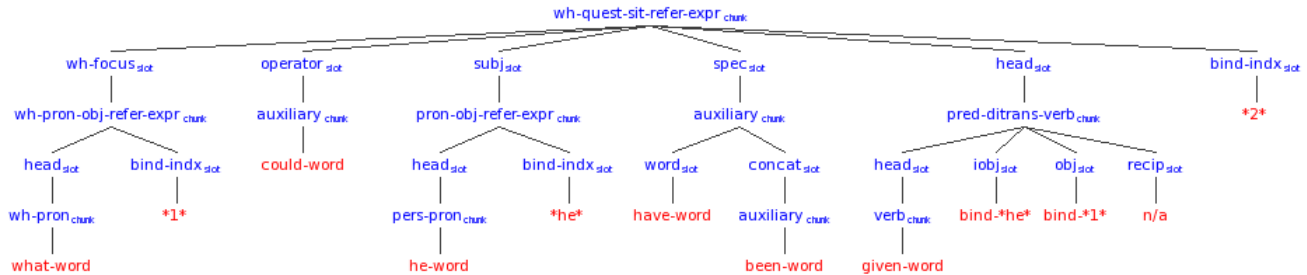 wh-quest-sit-refer-expr chunk
wh-focus slot operator slot subj slot spec slot head slot bind-indx slot
wh-pron-obj-refer-expr chunk auxiliary chunk pron-obj-refer-expr chunk auxiliary chunk pred-ditrans-verb chunk *2*
head slot bind-indx slot could-word head slot bind-indx slot word slot concat slot head slot iobj slot obj slot recip slot
wh-pron chunk *1* pers-pron chunk *he* have-word auxiliary chunk verb chunk bind-*he* bind-*1* n/a
what-word he-word been-word given-word